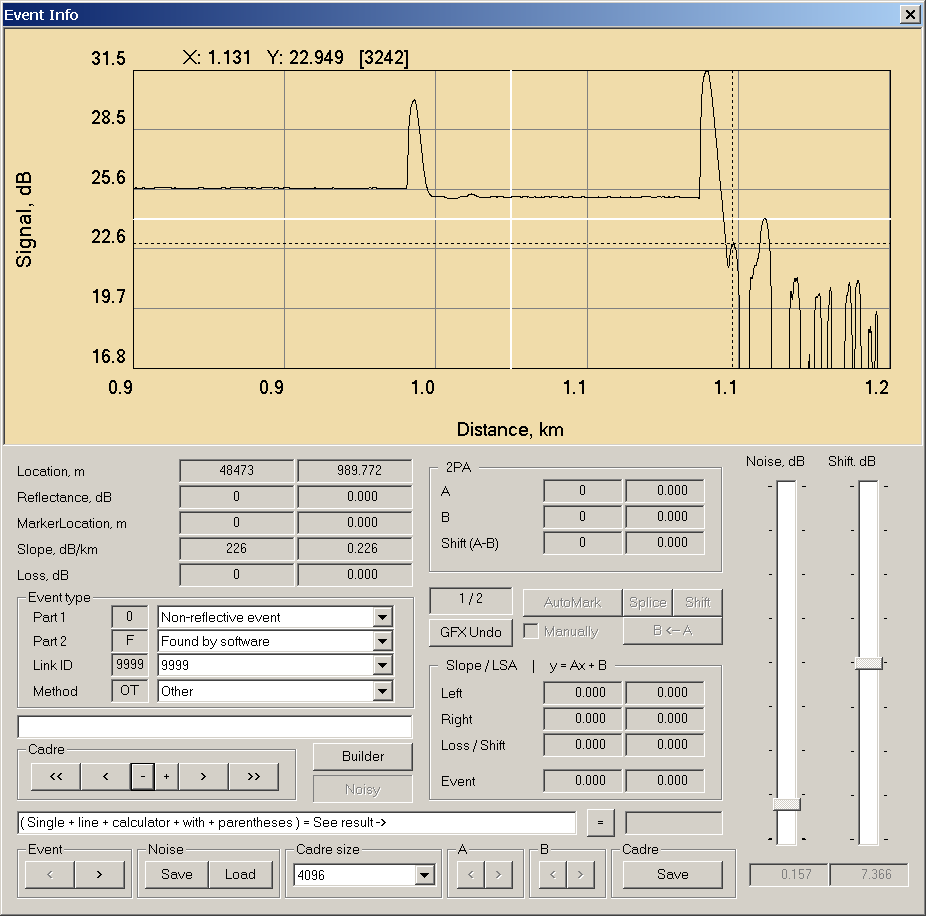 Event Info
31.5 X: 1.131 Y: 22.949 [3242]
28.5
25.6
22.6
19.7
16.8
Signal, dB
0.9 0.9 1.0 1.1 1.1 1.2
Distance, km
Location, m 48473 989.772
Reflectance, dB 0 0.000
MarkerLocation, m 0 0.000
Slope, dB/km 226 0.226
Loss, dB 0 0.000
Event type
Part 1 0 Non-reflective event
Part 2 F Found by software
Link ID 9999 9999
Method OT Other
Cadre
<< < - + > >>
Builder
Noisy
2PA
A 0 0.000
B 0 0.000
Shift (A-B) 0 0.000
1 / 2 AutoMark Splice Shift
GFX Undo Manually B <-- A
Slope / LSA | y = Ax + B
Left 0.000 0.000
Right 0.000 0.000
Loss / Shift 0.000 0.000
Event 0.000 0.000
Noise, dB Shift. dB
0.157 7.366
( Single + line + calculator + with + parentheses ) = See result -> =
Event < >
Noise Save Load
Cadre size 4096
A < >
B < >
Cadre Save